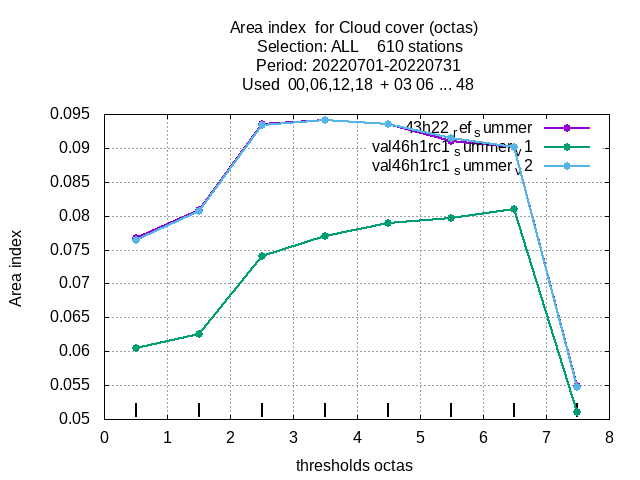 Area index for Cloud cover (octas)
Selection: ALL 610 stations
Period: 20220701-20220731
Used 00,06,12,18 + 03 06 ... 48
43h22_ref_summer
val46h1rc1_summer_v1
val46h1rc1_summer_v2
0.095
0.09
0.085
0.08
0.075
0.07
0.065
0.06
0.055
0.05
Area index
0 1 2 3 4 5 6 7 8
thresholds octas